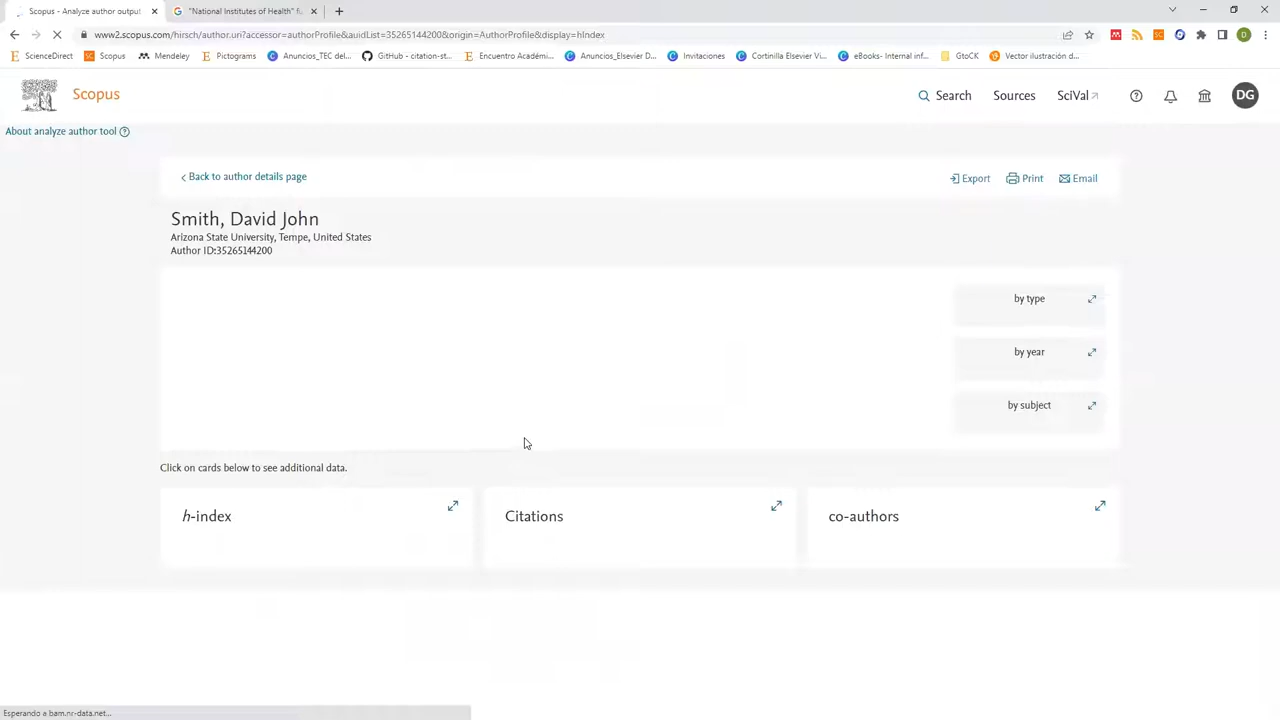 Scopus - Analyze author output
"National Institutes of Health" f
www2.scopus.com/hirsch/author.uri?accessor=authorProfile&auidList=35265144200&origin=AuthorProfile&display=hIndex
ScienceDirect Scopus Mendeley Pictograms Anuncios_TEC del... GitHub - citation-st... Encuentro Académi... Anuncios_Elsevier D... Invitaciones Cortinilla Elsevier Vi... eBooks- Internal inf... GtoCK Vector ilustración d...
Scopus Search Sources SciVal DG
About analyze author tool
Back to author details page Export Print Email
Smith, David John
Arizona State University, Tempe, United States
Author ID:35265144200
by type
by year
by subject
Click on cards below to see additional data.
h-index Citations co-authors
Esperando a bam.nr-data.net...